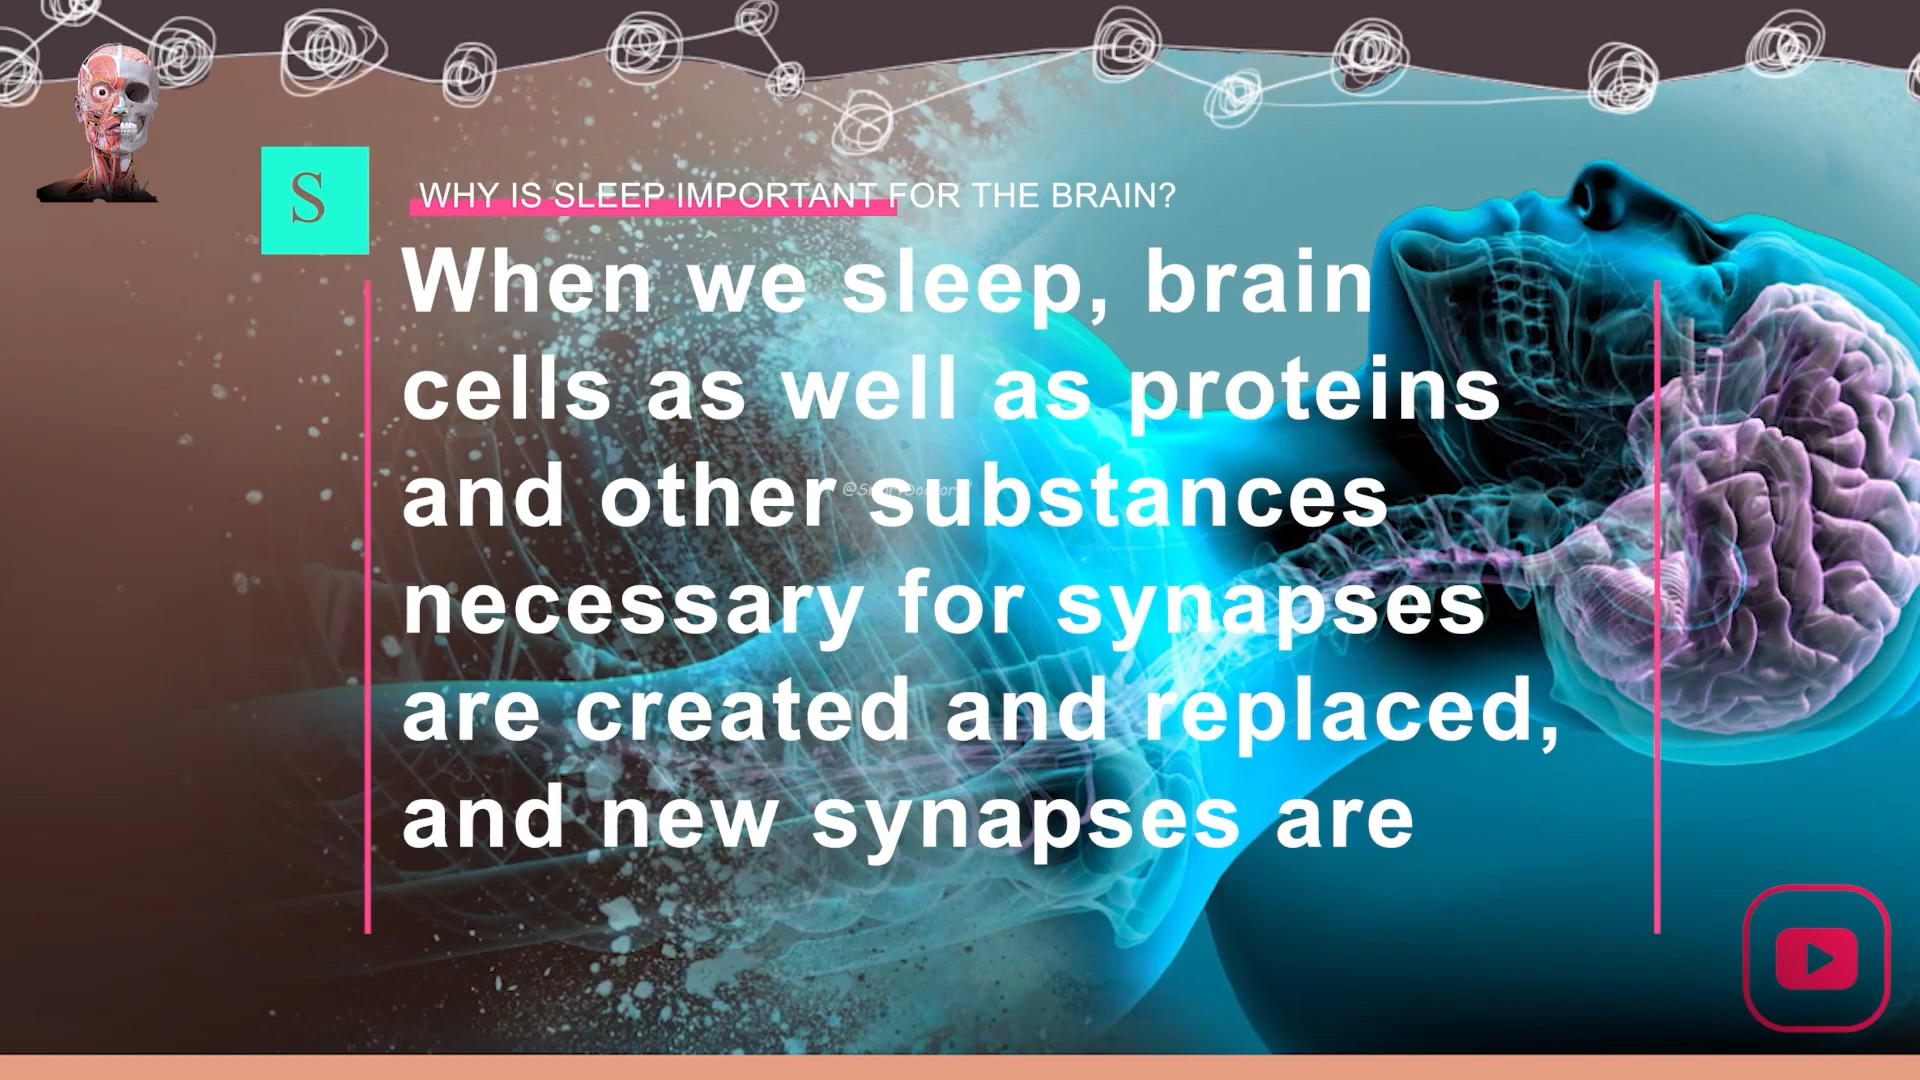 S
WHY IS SLEEP IMPORTANT FOR THE BRAIN?
When we sleep, brain
cells as well as proteins
and other substances
necessary for synapses
are created and replaced,
and new synapses are